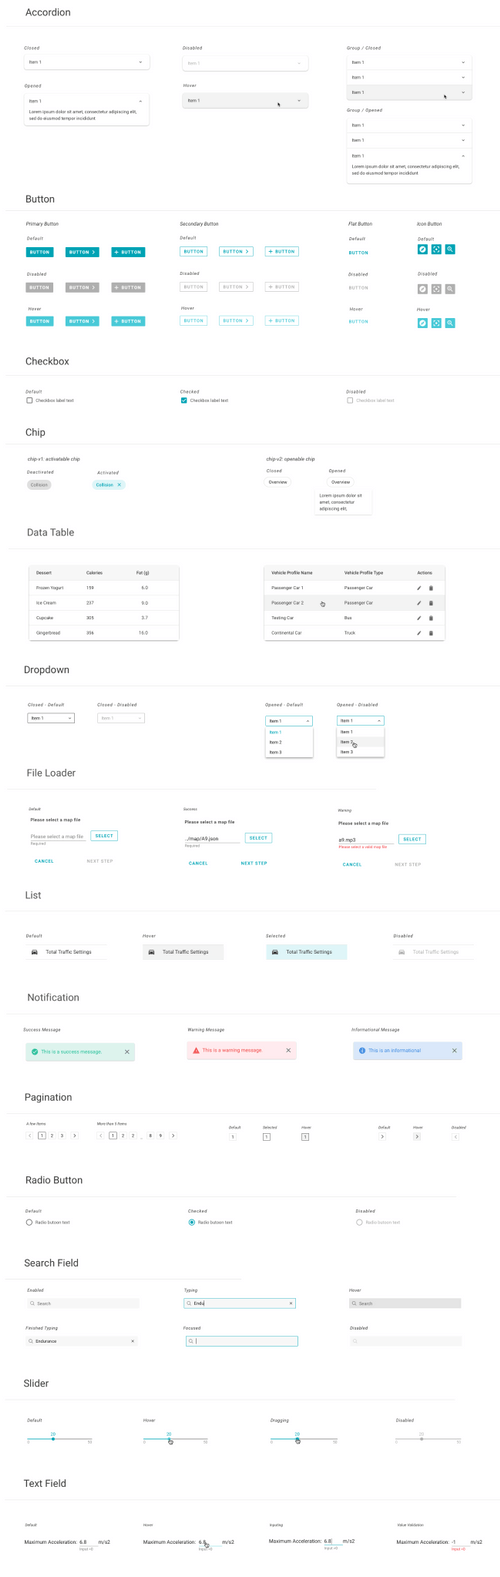 Accordion
Closed
Disabled
Group / Closed
Item 1
Item 1
Item 1
Item 1
Opened
Hover
Item 1
Item 1
Item 1
Lorem ipsum dolor sit amet, consectetur adipiscing elit,
sed do eiusmod tempor incididunt
Group / Opened
Item 1
Item 1
Item 1
Lorem ipsum dolor sit amet, consectetur adipiscing elit,
sed do eiusmod tempor incididunt
Button
Primary Button
Secondary Button
Flat Button
Icon Button
Default
Default
Default
Default
BUTTON
BUTTON >
+ BUTTON
BUTTON
BUTTON >
+ BUTTON
BUTTON
Disabled
Disabled
Disabled
Disabled
BUTTON
BUTTON >
+ BUTTON
BUTTON
BUTTON >
+ BUTTON
BUTTON
Hover
Hover
Hover
Hover
BUTTON
BUTTON >
+ BUTTON
BUTTON
BUTTON >
+ BUTTON
BUTTON
Checkbox
Default
Checked
Disabled
Checkbox label text
Checkbox label text
Checkbox label text
Chip
chip v1: activatable chip
chip v2: openable chip
Deactivated
Activated
Closed
Opened
Collision
Collision ×
Overview
Overview
Lorem ipsum dolor sit
amet, consectetur
adipiscing elit,
Data Table
Dessert Calories Fat (g)
Frozen Yogurt 159 6.0
Ice Cream 237 9.0
Cupcake 305 3.7
Gingerbread 356 16.0
Vehicle Profile Name Vehicle Profile Type Actions
Passenger Car 1 Passenger Car
Passenger Car 2 Passenger Car
Testing Car Bus
Continental Car Truck
Dropdown
Closed - Default
Closed - Disabled
Opened - Default
Opened - Disabled
Item 1
Item 1
Item 1
Item 1
Item 2
Item 3
Item 1
Item 1
Item 2
Item 3
File Loader
Default
Success
Warning
Please select a map file
Please select a map file
Please select a map file
Please select a map file
SELECT
Required
../map/A9.json
SELECT
Required
a9.mp3
SELECT
Please select a valid map file
CANCEL
NEXT STEP
CANCEL
NEXT STEP
CANCEL
NEXT STEP
List
Default
Hover
Selected
Disabled
Total Traffic Settings
Total Traffic Settings
Total Traffic Settings
Total Traffic Settings
Notification
Success Message
Warning Message
Informational Message
This is a success message.
This is a warning message.
This is an informational
Pagination
A few items
More than 5 items
Default
Selected
Hover
Default
Hover
Disabled
< 1 2 3 >
< 1 2 3 ... 8 9 >
1
1
1
>
>
<
Radio Button
Default
Checked
Disabled
Radio button text
Radio button text
Radio button text
Search Field
Enabled
Typing
Hover
Search
Endu
Search
Finished Typing
Focused
Disabled
Endurance
Slider
Default
Hover
Dragging
Disabled
20
20
20
20
0 50
0 50
0 50
Text Field
Default
Hover
Inputing
Value Validation
Maximum Acceleration: 6.8 m/s2
Input >0
Maximum Acceleration: 6.8 m/s2
Input >0
Maximum Acceleration: 6.8 m/s2
Input >0
Maximum Acceleration: -1 m/s2
Input >0